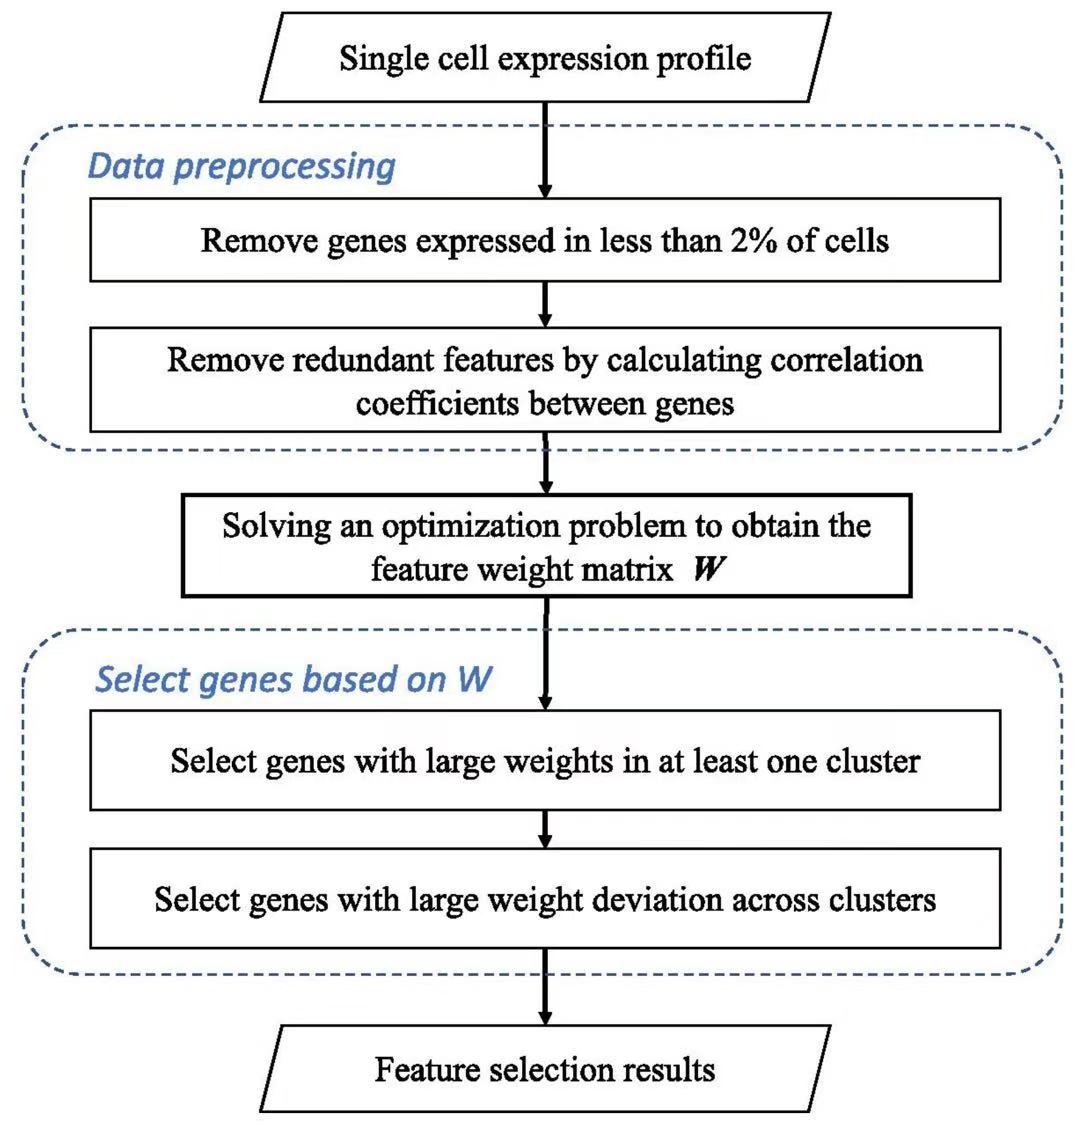 Single cell expression profile
Data preprocessing
Remove genes expressed in less than 2% of cells
Remove redundant features by calculating correlation
coefficients between genes
Solving an optimization problem to obtain the
feature weight matrix W
Select genes based on W
Select genes with large weights in at least one cluster
Select genes with large weight deviation across clusters
Feature selection results